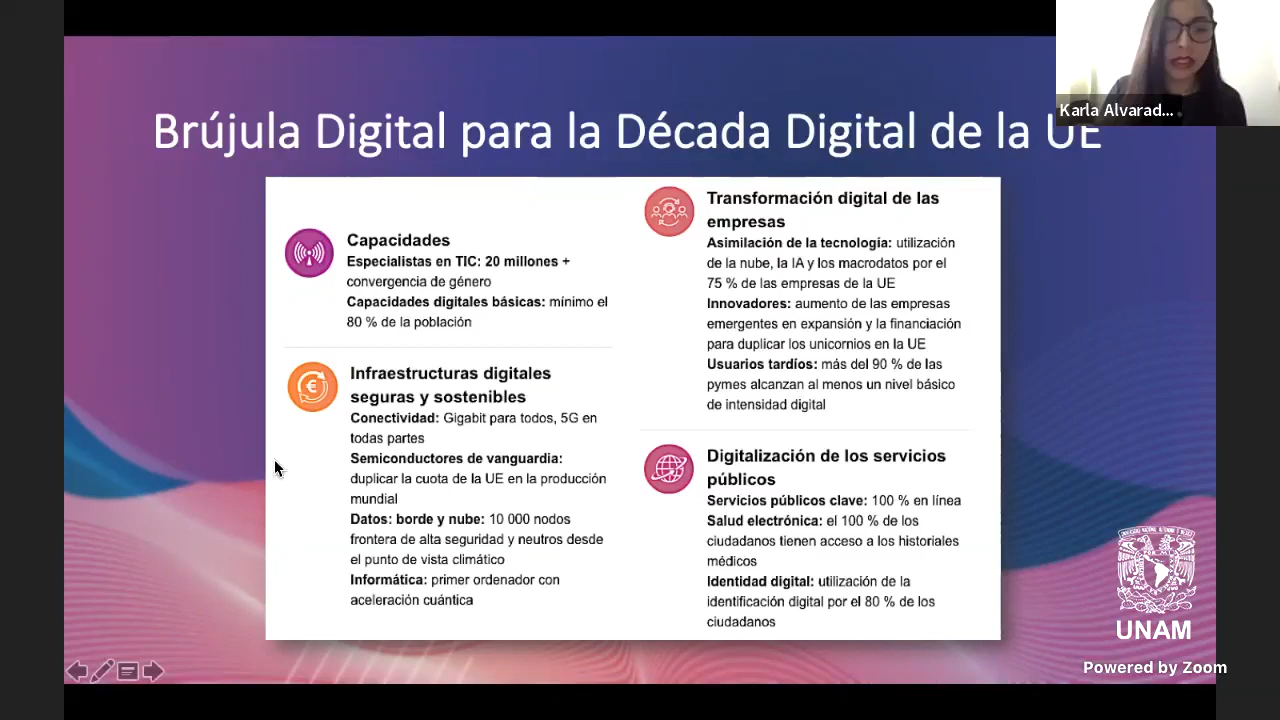 Karla Alvarad...
Brújula Digital para la Década Digital de la UE
Capacidades
Especialistas en TIC: 20 millones +
convergencia de género
Capacidades digitales básicas: mínimo el
80 % de la población
Infraestructuras digitales
seguras y sostenibles
Conectividad: Gigabit para todos, 5G en
todas partes
Semiconductores de vanguardia:
duplicar la cuota de la UE en la producción
mundial
Datos: borde y nube: 10 000 nodos
frontera de alta seguridad y neutros desde
el punto de vista climático
Informática: primer ordenador con
aceleración cuántica
Transformación digital de las
empresas
Asimilación de la tecnología: utilización
de la nube, la IA y los macrodatos por el
75 % de las empresas de la UE
Innovadores: aumento de las empresas
emergentes en expansión y la financiación
para duplicar los unicornios en la UE
Usuarios tardíos: más del 90 % de las
pymes alcanzan al menos un nivel básico
de intensidad digital
Digitalización de los servicios
públicos
Servicios públicos clave: 100 % en línea
Salud electrónica: el 100 % de los
ciudadanos tienen acceso a los historiales
médicos
Identidad digital: utilización de la
identificación digital por el 80 % de los
ciudadanos
UNAM
Powered by Zoom